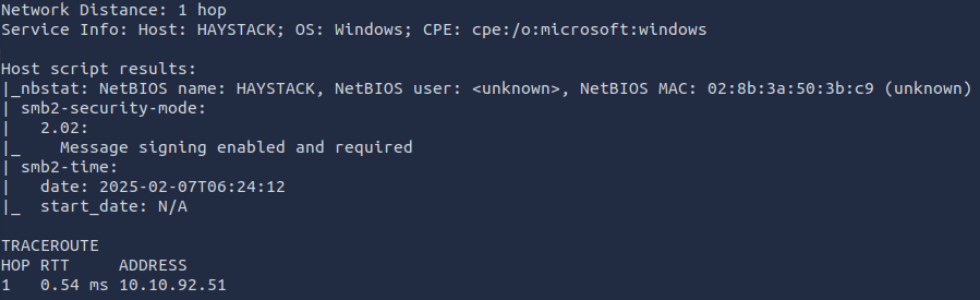 Network Distance: 1 hop
Service Info: Host: HAYSTACK; OS: Windows; CPE: cpe:/o:microsoft:windows
Host script results:
|_nbstat: NetBIOS name: HAYSTACK, NetBIOS user: <unknown>, NetBIOS MAC: 02:8b:3a:50:3b:c9 (unknown)
| smb2-security-mode:
|   2.02:
|_    Message signing enabled and required
| smb2-time:
|   date: 2025-02-07T06:24:12
|_  start_date: N/A
TRACEROUTE
HOP RTT     ADDRESS
1   0.54 ms 10.10.92.51